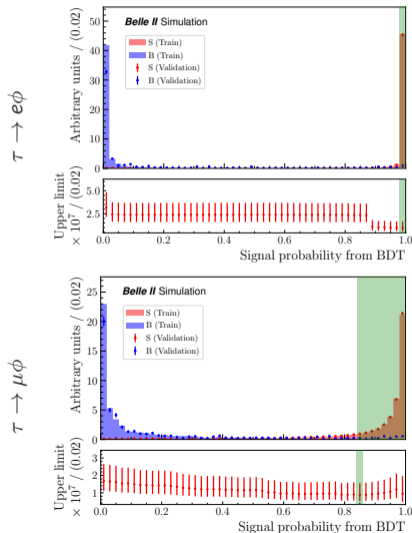 τ → eϕ
Arbitrary units / (0.02)
50
40
30
20
10
0
Belle II Simulation
S (Train)
B (Train)
S (Validation)
B (Validation)
Upper limit
× 10⁷ / (0.02)
5.0
2.5
0.0 0.2 0.4 0.6 0.8 1.0
Signal probability from BDT
τ → μϕ
Arbitrary units / (0.02)
25
20
15
10
5
0
Belle II Simulation
S (Train)
B (Train)
S (Validation)
B (Validation)
Upper limit
× 10⁷ / (0.02)
3
2
1
0.0 0.2 0.4 0.6 0.8 1.0
Signal probability from BDT